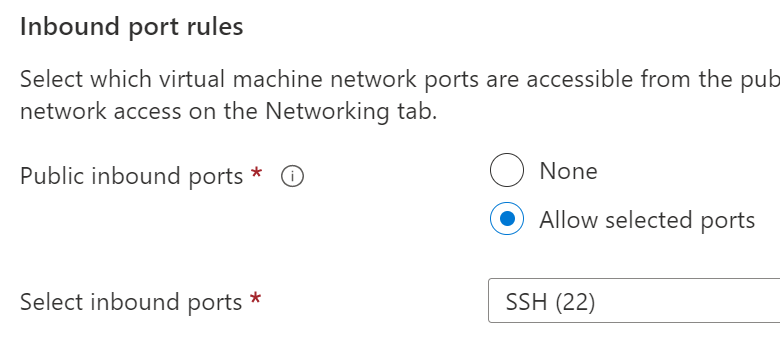 Inbound port rules
Select which virtual machine network ports are accessible from the
network access on the Networking tab.
Public inbound ports *
None
Allow selected ports
Select inbound ports *
SSH (22)